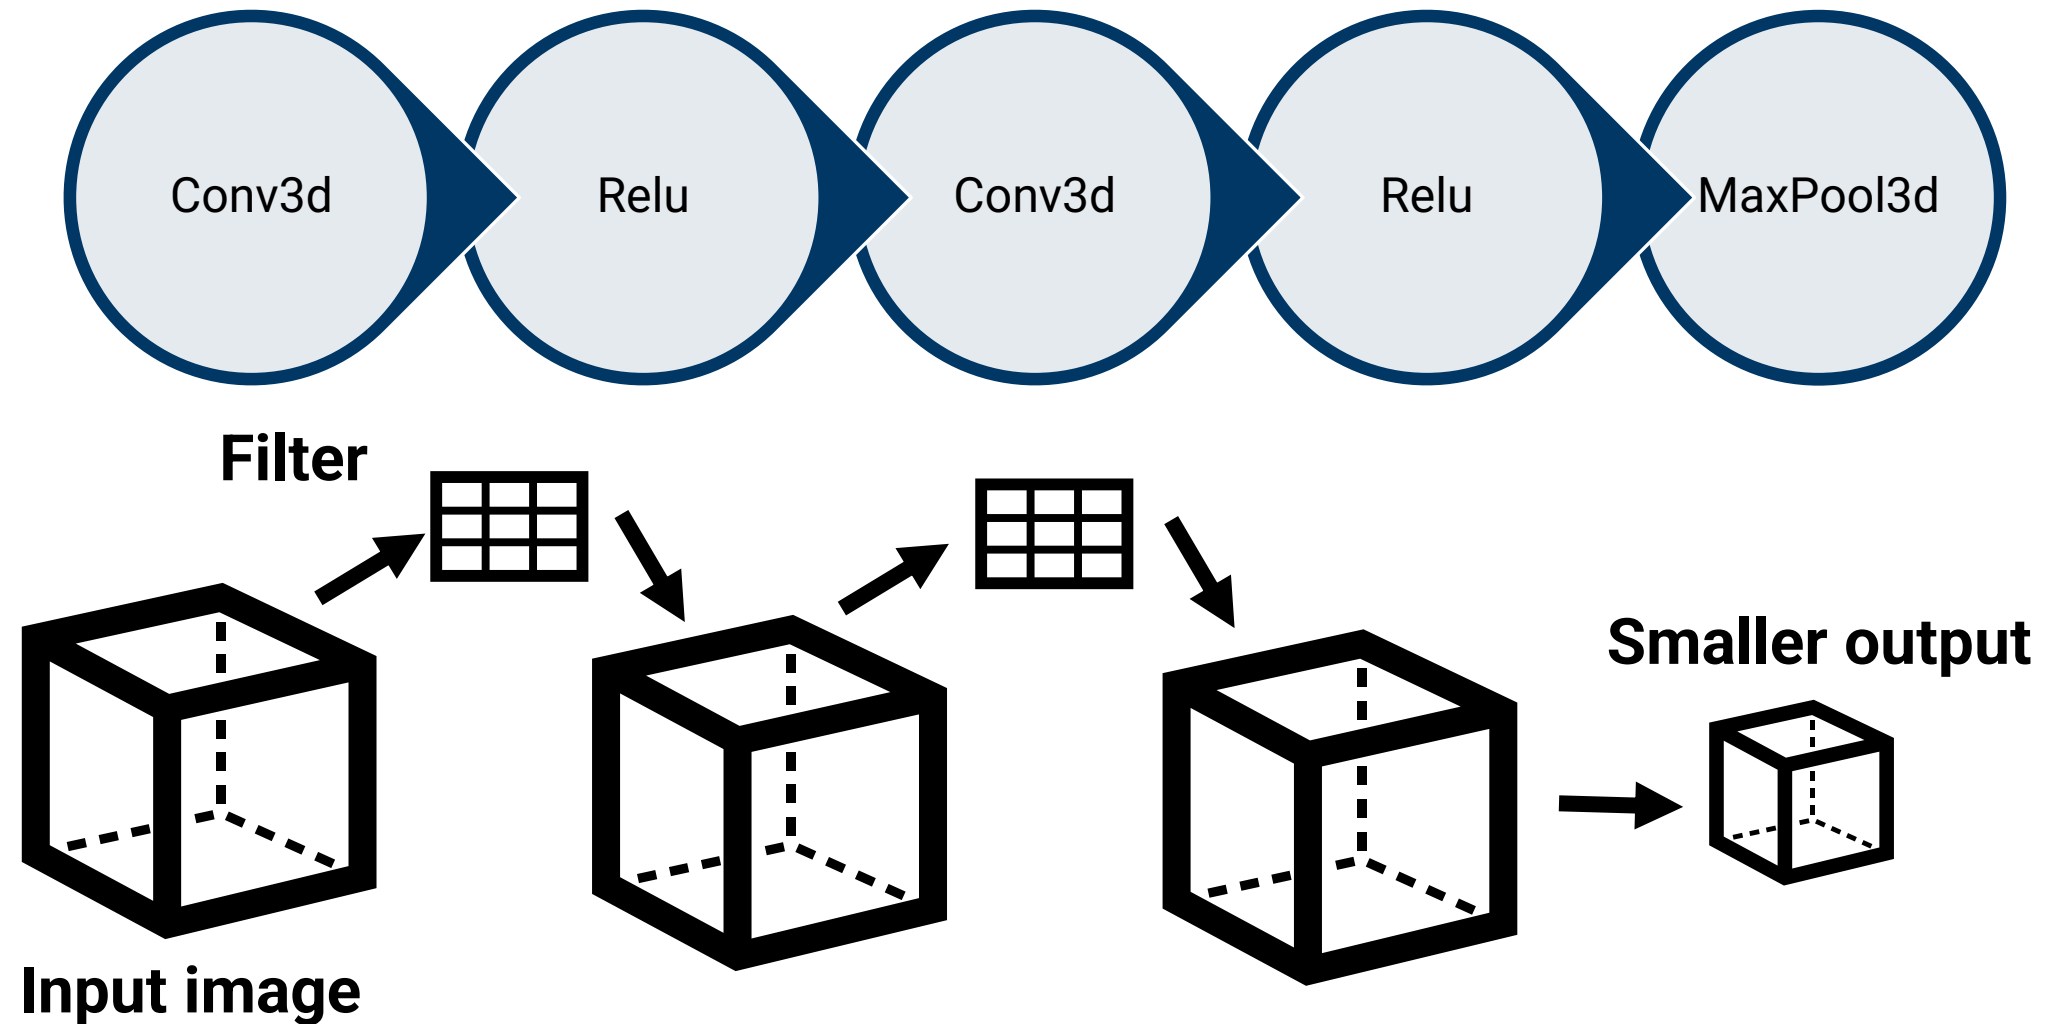 Conv3d
Relu
Conv3d
Relu
MaxPool3d
Filter
Smaller output
Input image